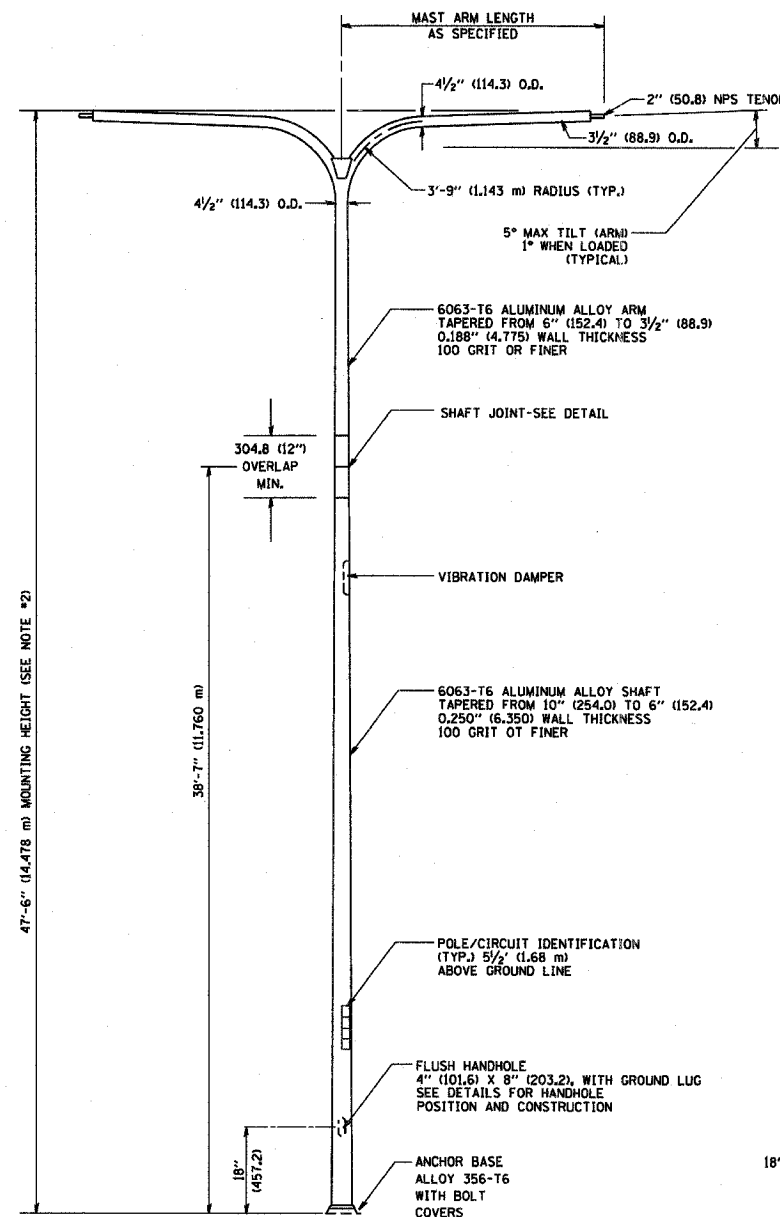 MAST ARM LENGTH
AS SPECIFIED
4½" (114.3) O.D.
2" (50.8) NPS
3½" (88.9) O.D.
3'-9" (1.143 m) RADIUS (TYP.)
4½" (114.3) O.D.
5° MAX TILT (ARM)
1° WHEN LOADED
(TYPICAL)
6063-T6 ALUMINUM ALLOY ARM
TAPERED FROM 6" (152.4) TO 3½" (88.9)
0.188" (4.775) WALL THICKNESS
100 GRIT OR FINER
SHAFT JOINT-SEE DETAIL
304.8 (12")
OVERLAP
MIN.
VIBRATION DAMPER
47'-6" (14.478 m) MOUNTING HEIGHT (SEE NOTE #2)
38'-7" (11.760 m)
6063-T6 ALUMINUM ALLOY SHAFT
TAPERED FROM 10" (254.0) TO 6" (152.4)
0.250" (6.350) WALL THICKNESS
100 GRIT OT FINER
POLE/CIRCUIT IDENTIFICATION
(TYP.) 5½' (1.68 m)
ABOVE GROUND LINE
FLUSH HANDHOLE
4" (101.6) X 8" (203.2), WITH GROUND LUG
SEE DETAILS FOR HANDHOLE
POSITION AND CONSTRUCTION
18"
(457.2)
ANCHOR BASE
ALLOY 356-T6
WITH BOLT
COVERS
18"